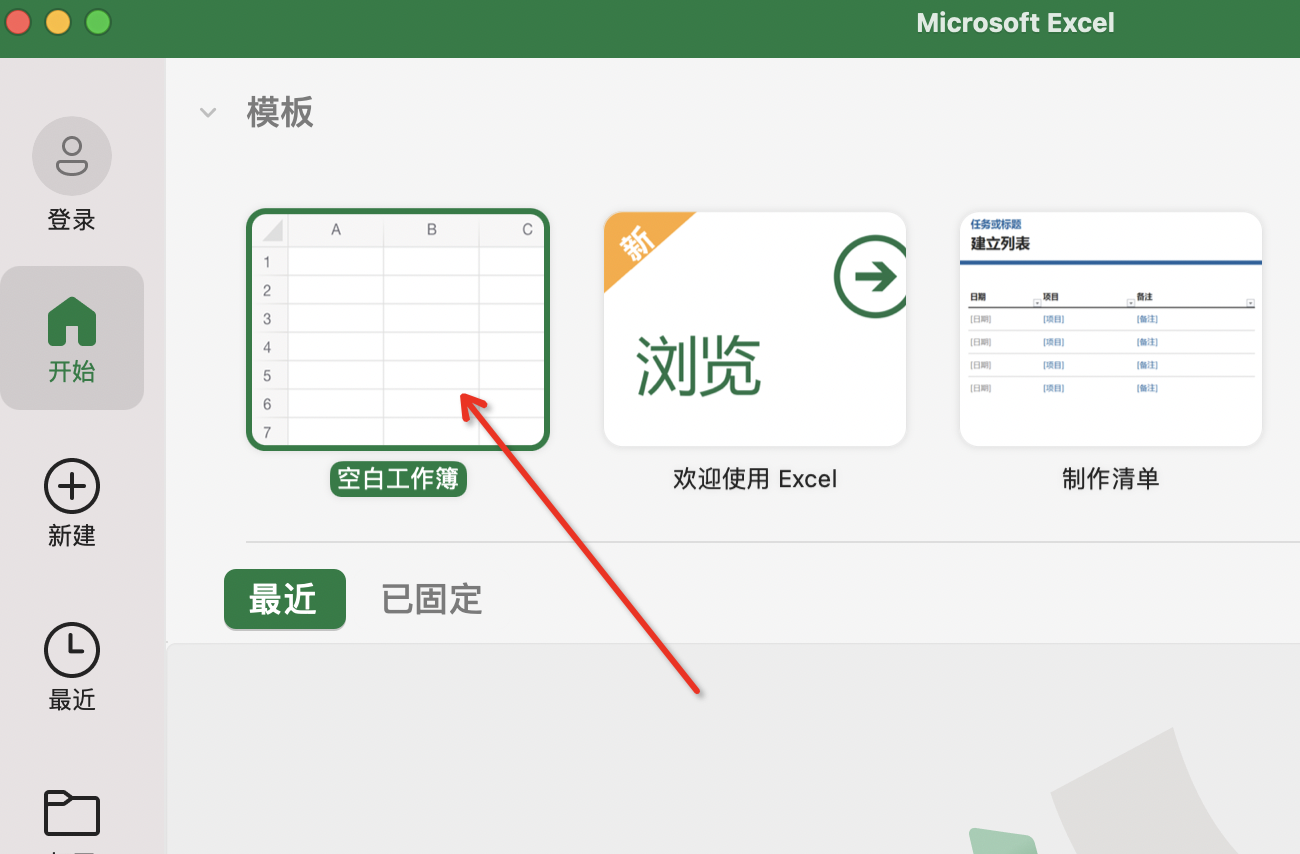 Microsoft Excel
登录
开始
新建
最近
模板
A B C
1
2
3
4
5
6
7
空白工作簿
新
浏览
欢迎使用 Excel
任务或标题
建立列表
日期 项目 备注
[日期] [项目] [备注]
[日期] [项目] [备注]
[日期] [项目] [备注]
[日期] [项目] [备注]
制作清单
最近 已固定